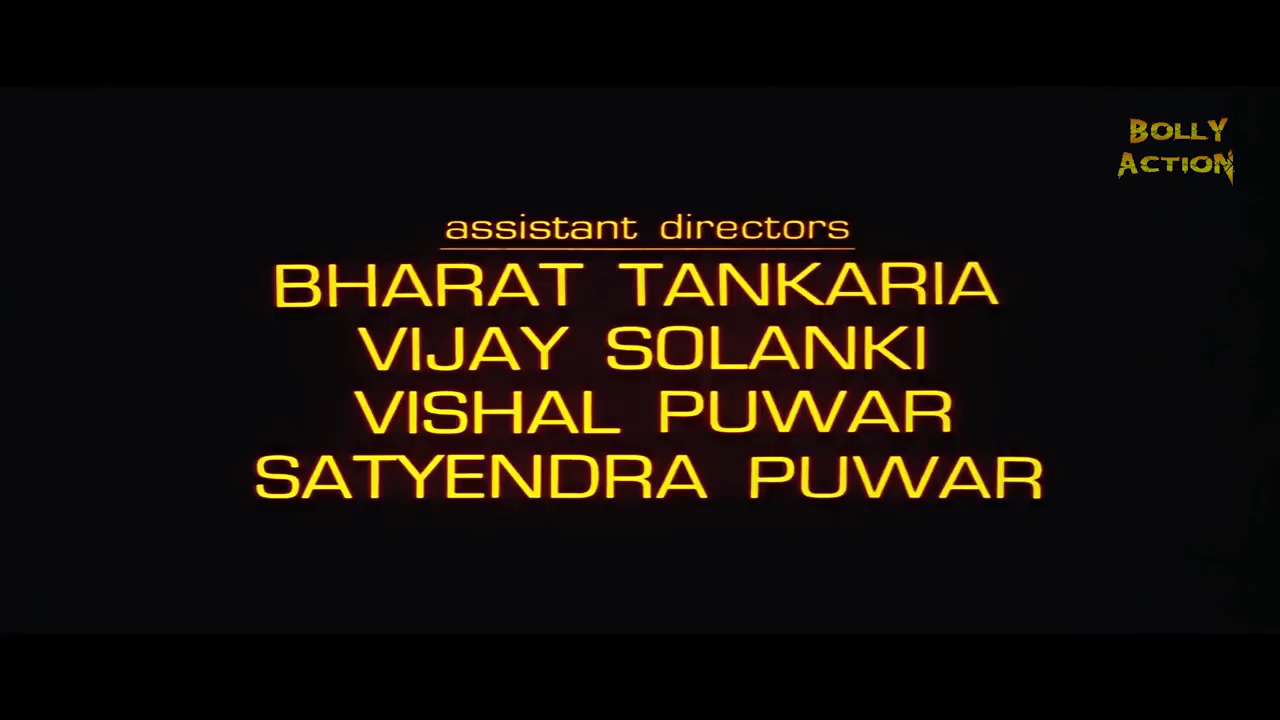 BOLLY
ACTION
assistant directors
BHARAT TANKARIA
VIJAY SOLANKI
VISHAL PUWAR
SATYENDRA PUWAR